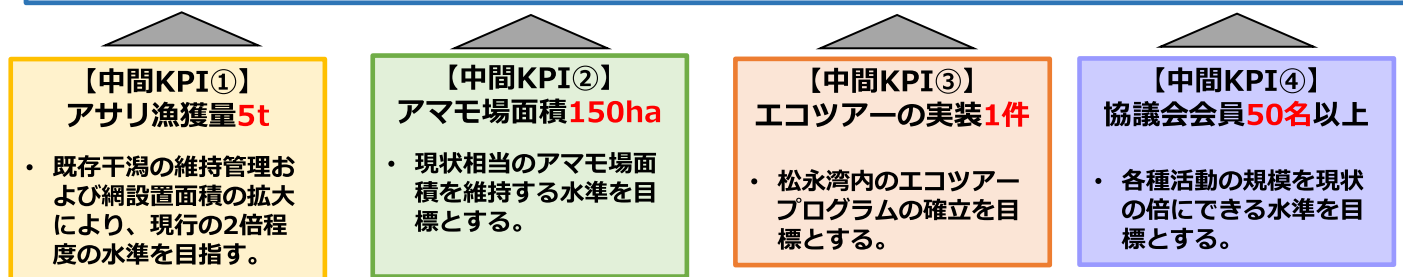 【中間KPI①】
アサリ漁獲量5t
• 既存干潟の維持管理お
よび網設置面積の拡大
により、現行の2倍程
度の水準を目指す。
【中間KPI②】
アマモ場面積150ha
• 現状相当のアマモ場面
積を維持する水準を目
標とする。
【中間KPI③】
エコツアーの実装1件
• 松永湾内のエコツアー
プログラムの確立を目
標とする。
【中間KPI④】
協議会会員50名以上
• 各種活動の規模を現状
の倍にできる水準を目
標とする。